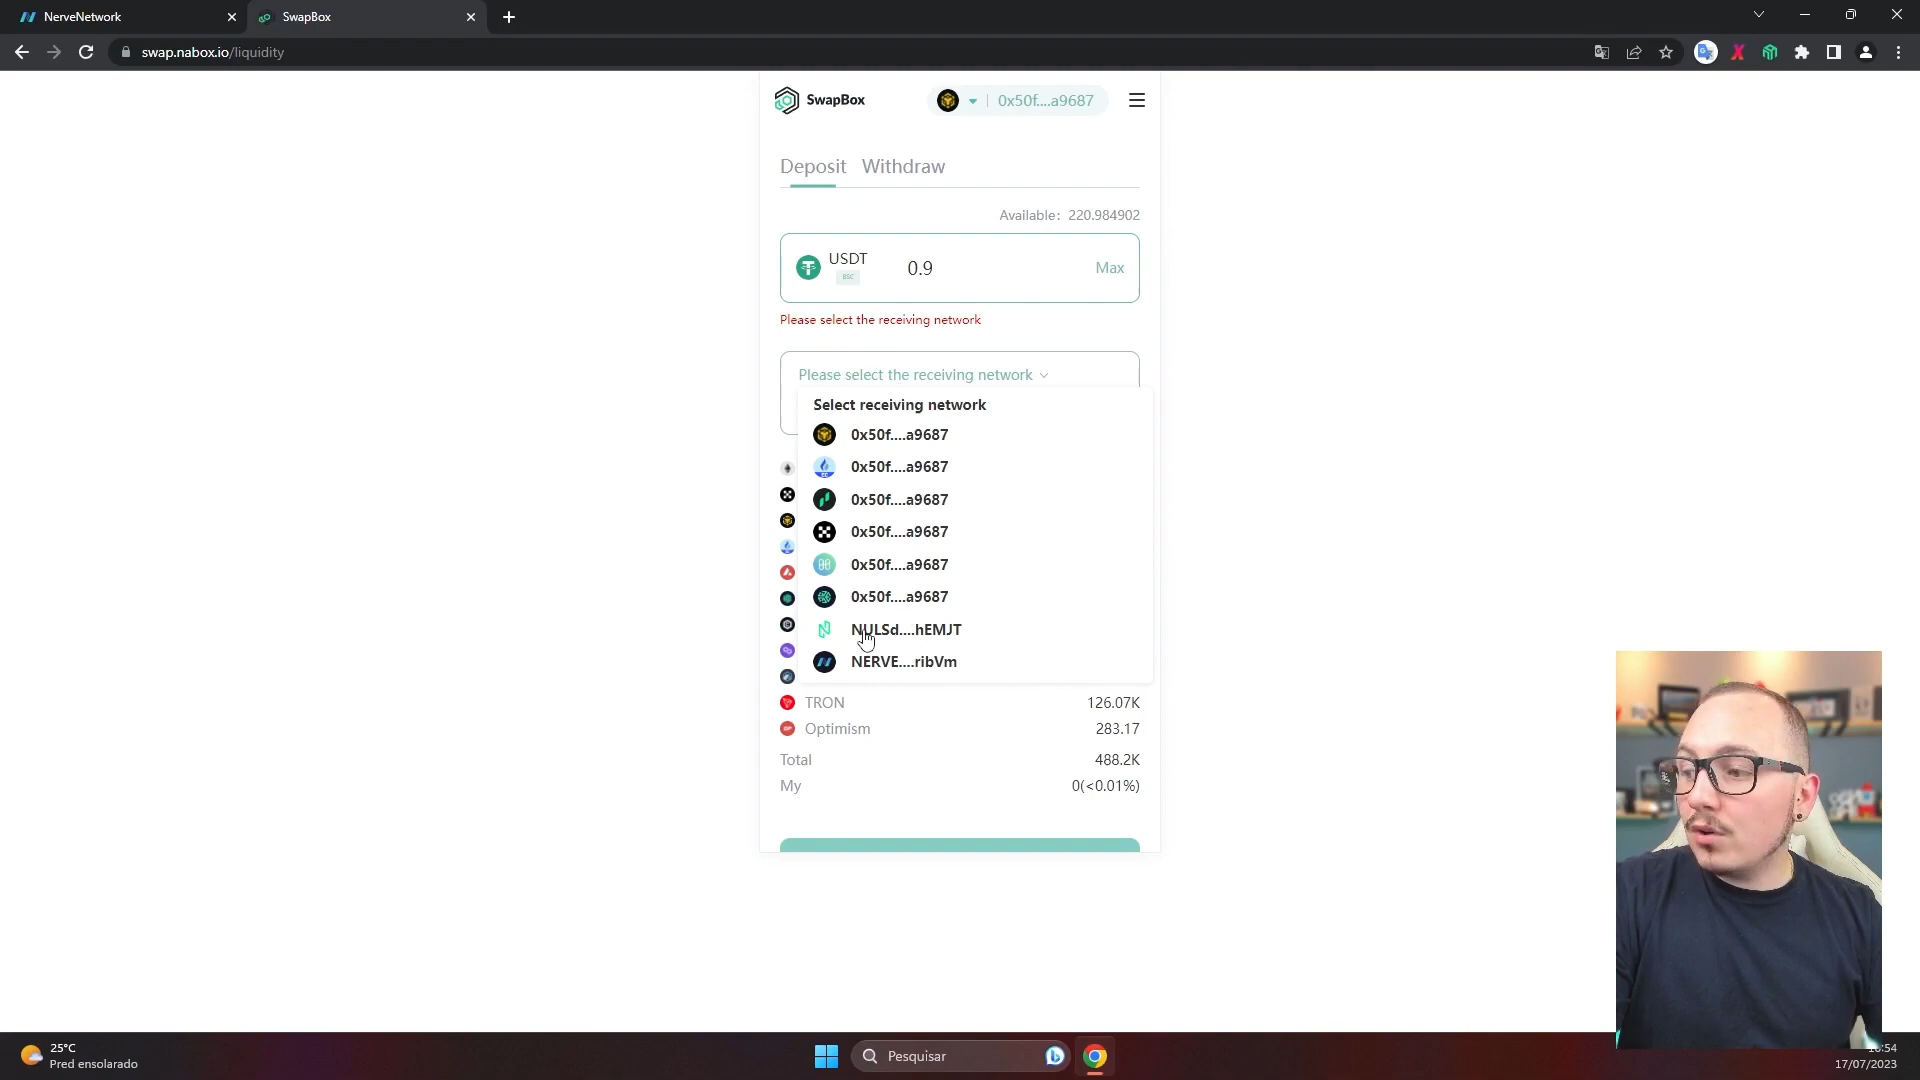 NerveNetwork
SwapBox
swap.nabox.io/liquidity
SwapBox
0x50f....a9687
Deposit
Withdraw
Available: 220.984902
USDT
BSC
0.9
Max
Please select the receiving network
Please select the receiving network
Select receiving network
0x50f....a9687
0x50f....a9687
0x50f....a9687
0x50f....a9687
0x50f....a9687
0x50f....a9687
NULSd....hEMJT
NERVE....ribVm
TRON 126.07K
Optimism 283.17
Total 488.2K
My 0(<0.01%)
25°C
Pred ensolarado
Pesquisar
17/07/2023